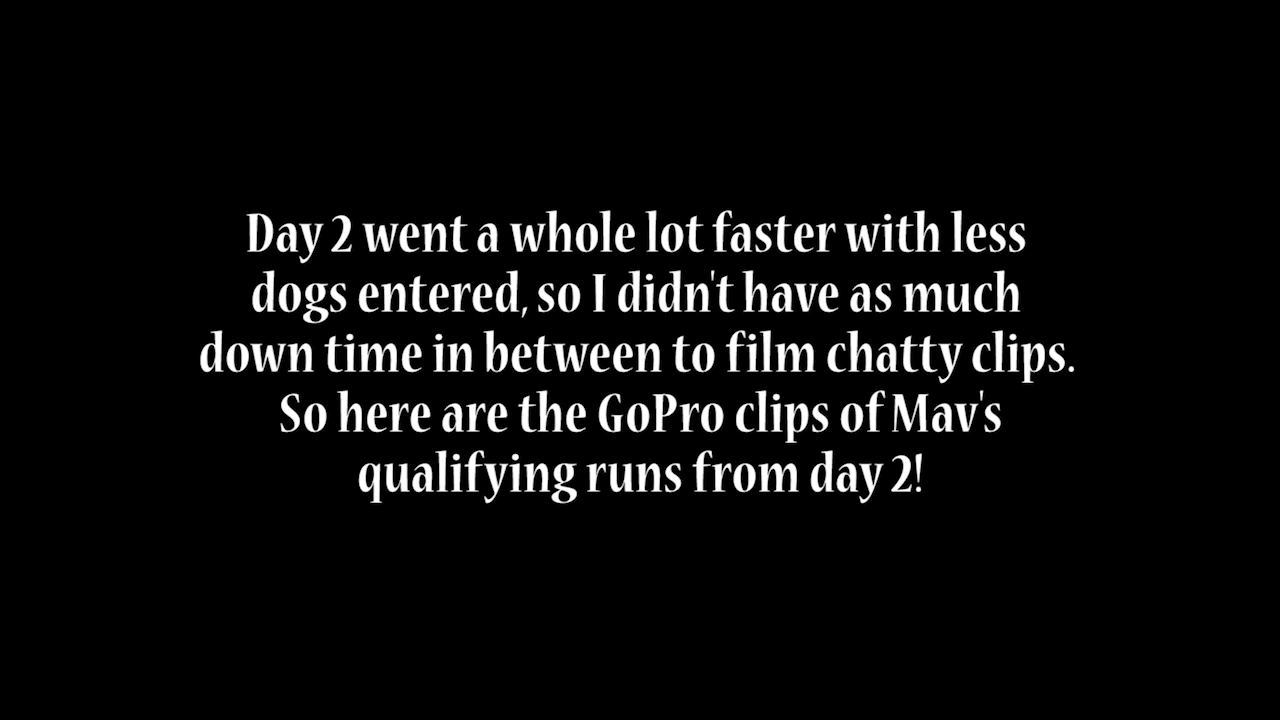 Day 2 went a whole lot faster with less
dogs entered, so I didn't have as much
down time in between to film chatty clips.
So here are the GoPro clips of Mav's
qualifying runs from day 2!